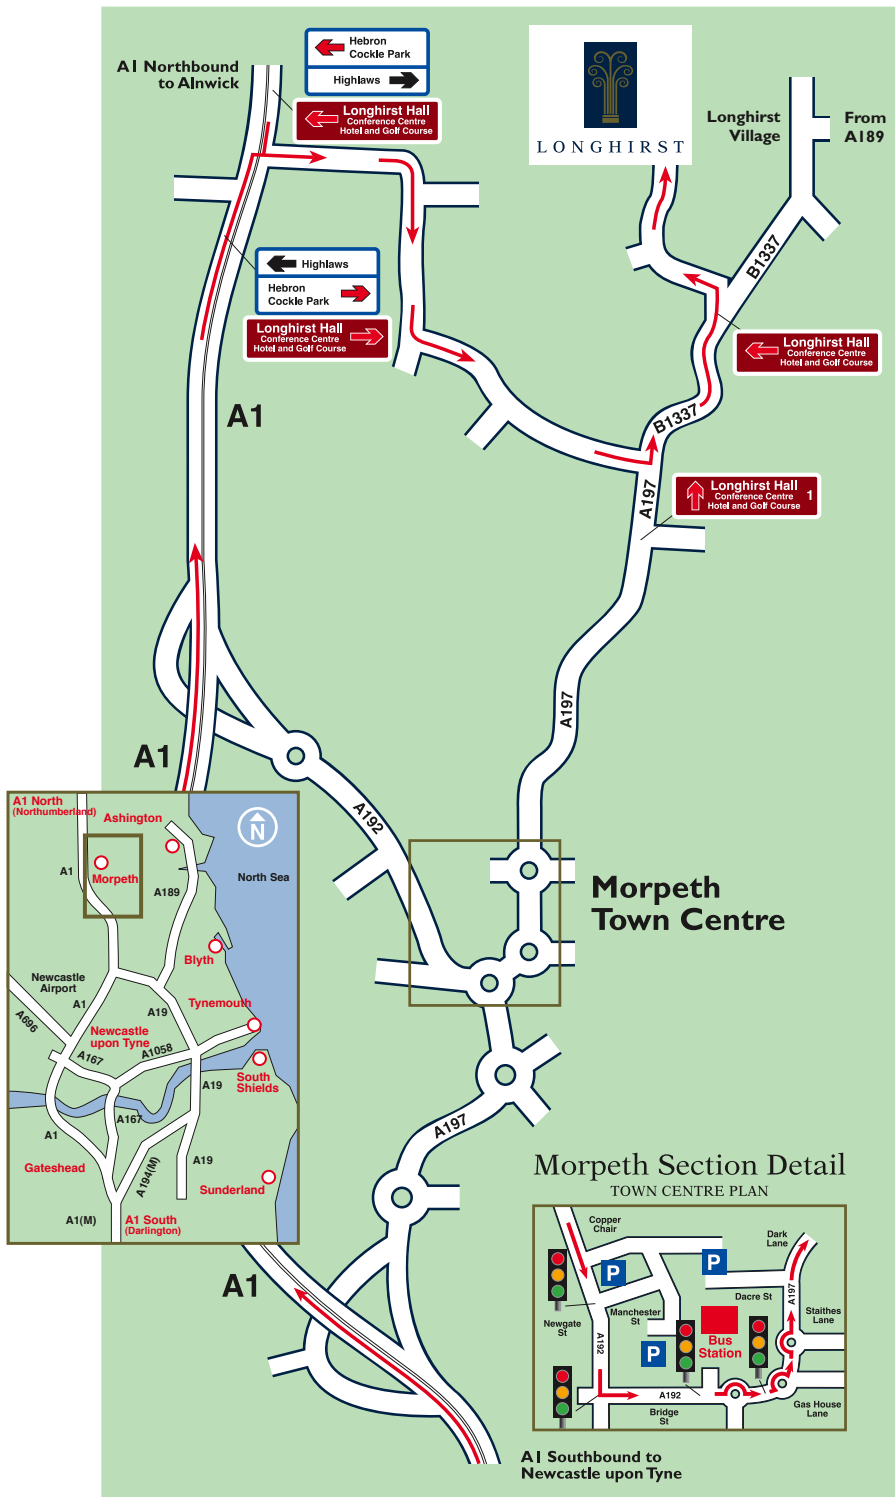 A1 Northbound
to Alnwick
Hebron
Cockle Park
Highlaws
Longhirst Hall
Conference Centre
Hotel and Golf Course
LONGHIRST
Longhirst
Village
From
A189
B1337
Highlaws
Hebron
Cockle Park
Longhirst Hall
Conference Centre
Hotel and Golf Course
Longhirst Hall
Conference Centre
Hotel and Golf Course
A1
B1337
A197
Longhirst Hall
Conference Centre
Hotel and Golf Course
1
A197
A1
A192
Morpeth
Town Centre
A1 North
(Northumberland)
Ashington
N
A1
Morpeth
A189
North Sea
Blyth
Newcastle
Airport
A1
A19
Tynemouth
A696
Newcastle
upon Tyne
A167
A1058
A19
South
Shields
A167
A1
Gateshead
A194(M)
A19
Sunderland
A1(M)
A1 South
(Darlington)
A197
A1
Morpeth Section Detail
TOWN CENTRE PLAN
Copper
Chair
Dark
Lane
P
P
Dacre St
A197
Newgate
St
Manchester
St
Staithes
Lane
A192
Bus
Station
P
A192
Bridge
St
Gas House
Lane
A1 Southbound to
Newcastle upon Tyne